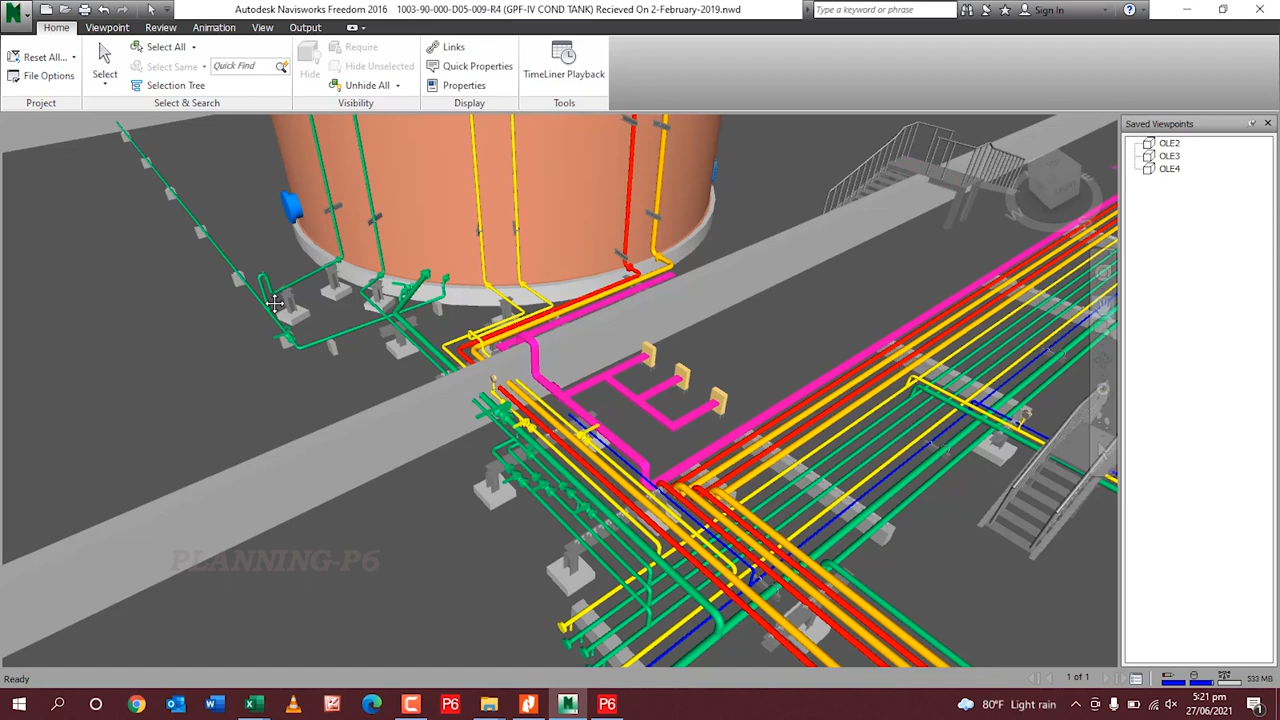 Autodesk Navisworks Freedom 2016 1003-90-000-D05-009-R4 (GPF-IV COND TANK) Recieved On 2-February-2019.nwd
Type a keyword or phrase
Sign In
Home Viewpoint Review Animation View Output
Reset All...
File Options
Project
Select
Select All
Select Same
Selection Tree
Quick Find
Select & Search
Hide
Require
Hide Unselected
Unhide All
Visibility
Links
Quick Properties
Properties
Display
TimeLiner Playback
Tools
Saved Viewpoints
OLE2
OLE3
OLE4
PLANNING-P6
Ready
1 of 1
533 MB
P6
P6
80°F Light rain
5:21 pm
27/06/2021